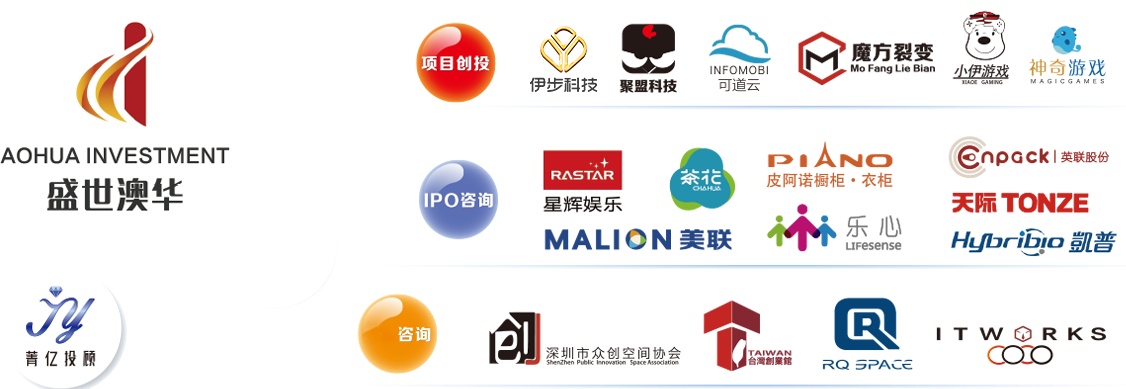 AOHUA INVESTMENT
盛世澳华
菁亿投顾
项目创投
伊步科技
聚盟科技
INFOMOBI
可道云
魔方裂变
Mo Fang Lie Bian
小伊游戏
XIAOE GAMING
神奇游戏
MAGICGAMES
IPO咨询
RASTAR
星辉娱乐
茶花
CHAHUA
PIANO
皮阿诺橱柜·衣柜
Enpack 英联股份
MALION 美联
乐心
LIFEsense
天际 TONZE
Hybribio 凯普
咨询
创
深圳市众创空间协会
ShenZhen Public Innovation Space Association
TAIWAN
台灣創業館
RQ SPACE
ITWORKS